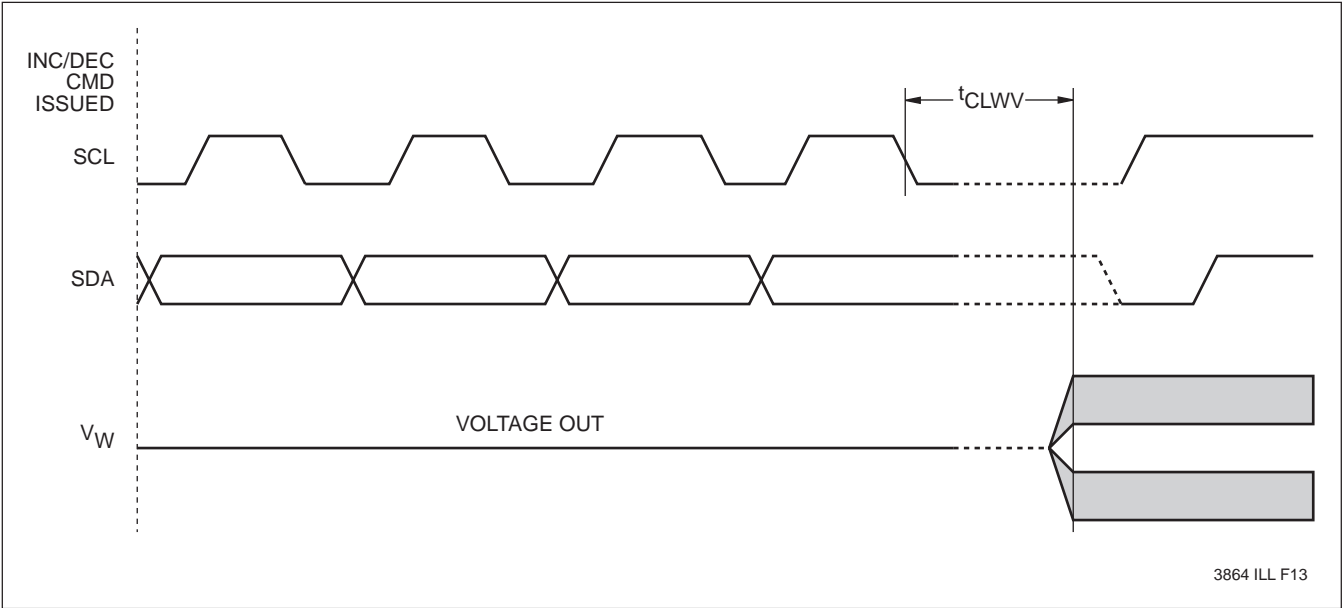 INC/DEC
CMD
ISSUED
tCLWV
SCL
SDA
VOLTAGE OUT
VW
3864 ILL F13